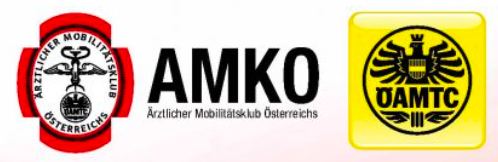 ÄRZTLICHER MOBILITÄTSKLUB
ÖAMTC
ÖSTERREICHS
AMKO
Ärztlicher Mobilitätsklub Österreichs
ÖAMTC